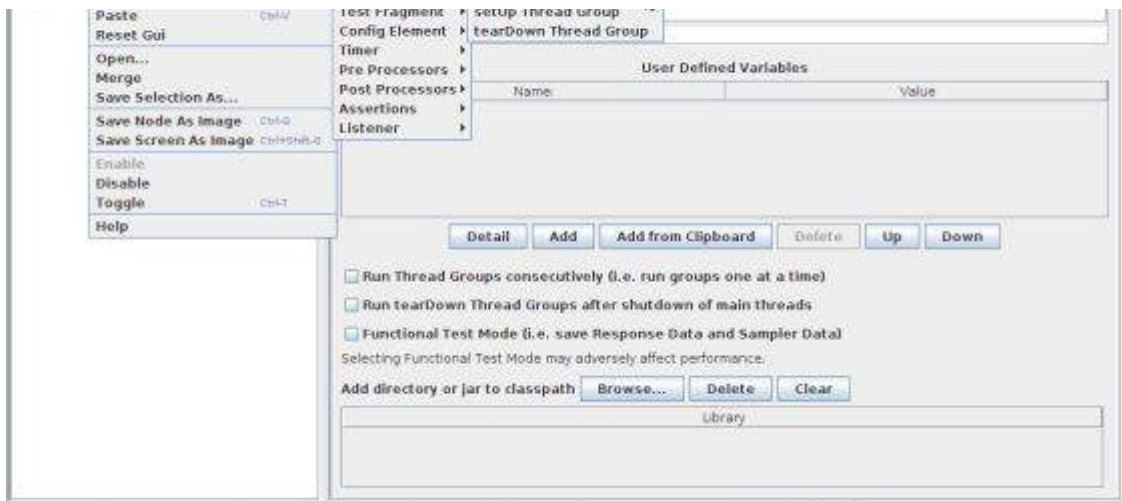 Paste Ctrl-V
Reset Gui
Open...
Merge
Save Selection As...
Save Node As Image Ctrl-G
Save Screen As Image Ctrl+Shift-G
Enable
Disable
Toggle Ctrl-T
Help
Test Fragment
Config Element
Timer
Pre Processors
Post Processors
Assertions
Listener
setUp Thread Group
tearDown Thread Group
User Defined Variables
Name: Value
Detail Add Add from Clipboard Delete Up Down
Run Thread Groups consecutively (i.e. run groups one at a time)
Run tearDown Thread Groups after shutdown of main threads
Functional Test Mode (i.e. save Response Data and Sampler Data)
Selecting Functional Test Mode may adversely affect performance.
Add directory or jar to classpath Browse... Delete Clear
Library